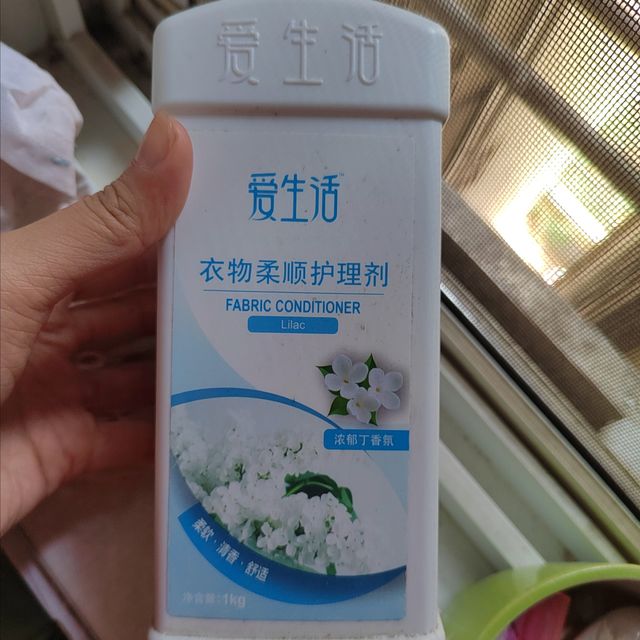 爱生活
爱生活
衣物柔顺护理剂
FABRIC CONDITIONER
Lilac
浓郁丁香氛
柔软·清香·舒适
净含量:1kg